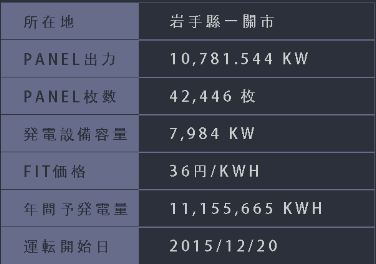 所在地 岩手縣一關市
PANEL出力 10,781.544 KW
PANEL枚数 42,446 枚
発電設備容量 7,984 KW
FIT価格 36円/KWH
年間予発電量 11,155,665 KWH
運転開始日 2015/12/20